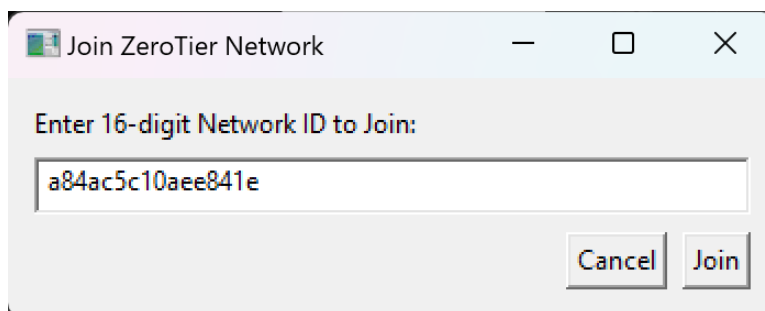 Join ZeroTier Network
Enter 16-digit Network ID to Join:
a84ac5c10aee841e
Cancel Join